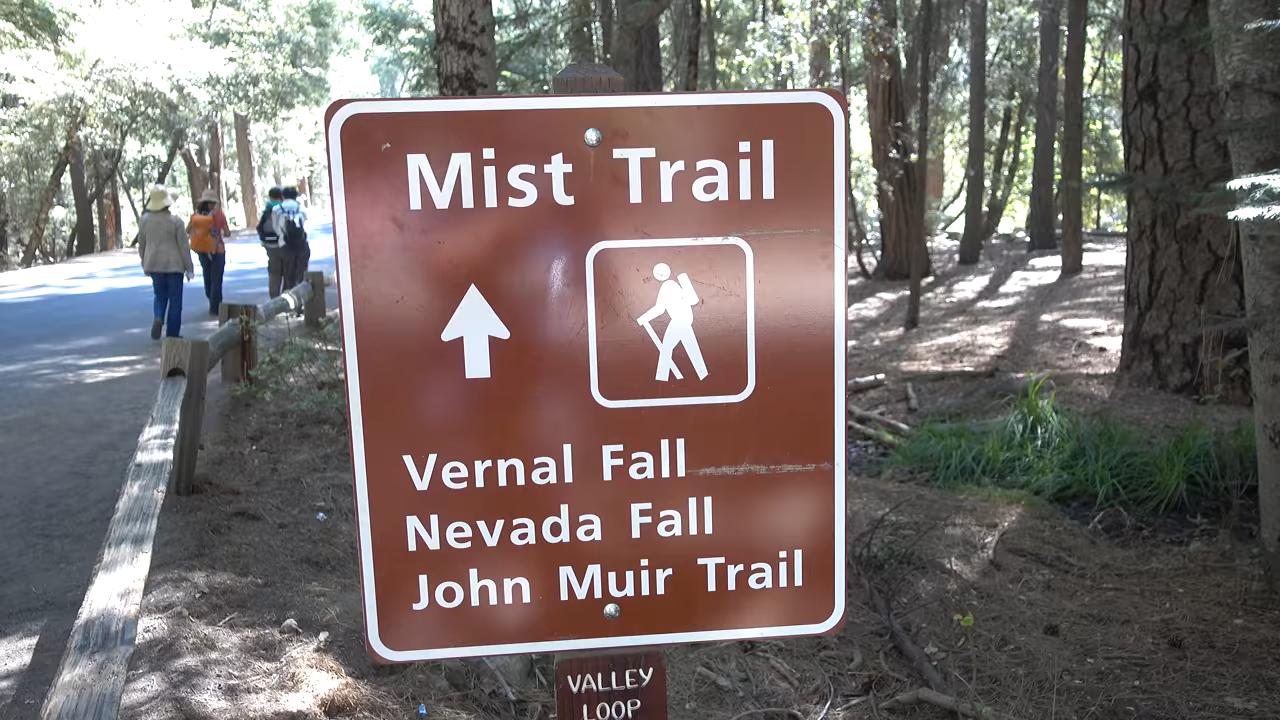 Mist Trail
Vernal Fall
Nevada Fall
John Muir Trail
VALLEY
LOOP